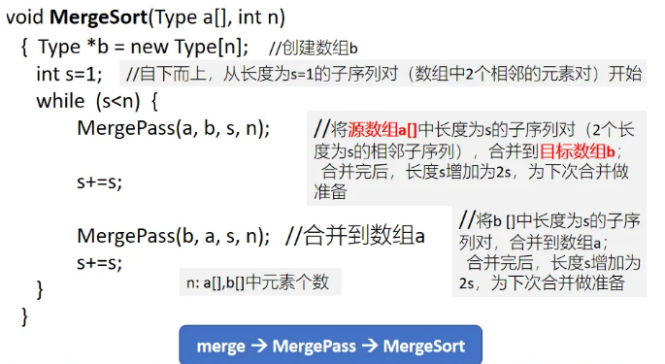 void MergeSort(Type a[], int n)
{ Type *b = new Type[n]; //创建数组b
int s=1; //自下而上，从长度为s=1的子序列对（数组中2个相邻的元素对）开始
while (s<n) {
MergePass(a, b, s, n);
//将源数组a[]中长度为s的子序列对（2个长
度为s的相邻子序列），合并到目标数组b；
合并完后，长度s增加为2s，为下次合并做
准备
s+=s;
MergePass(b, a, s, n); //合并到数组a
//将b []中长度为s的子序
列对，合并到数组a；
合并完后，长度s增加为
2s，为下次合并做准备
s+=s;
n: a[],b[]中元素个数
}
}
merge → MergePass → MergeSort